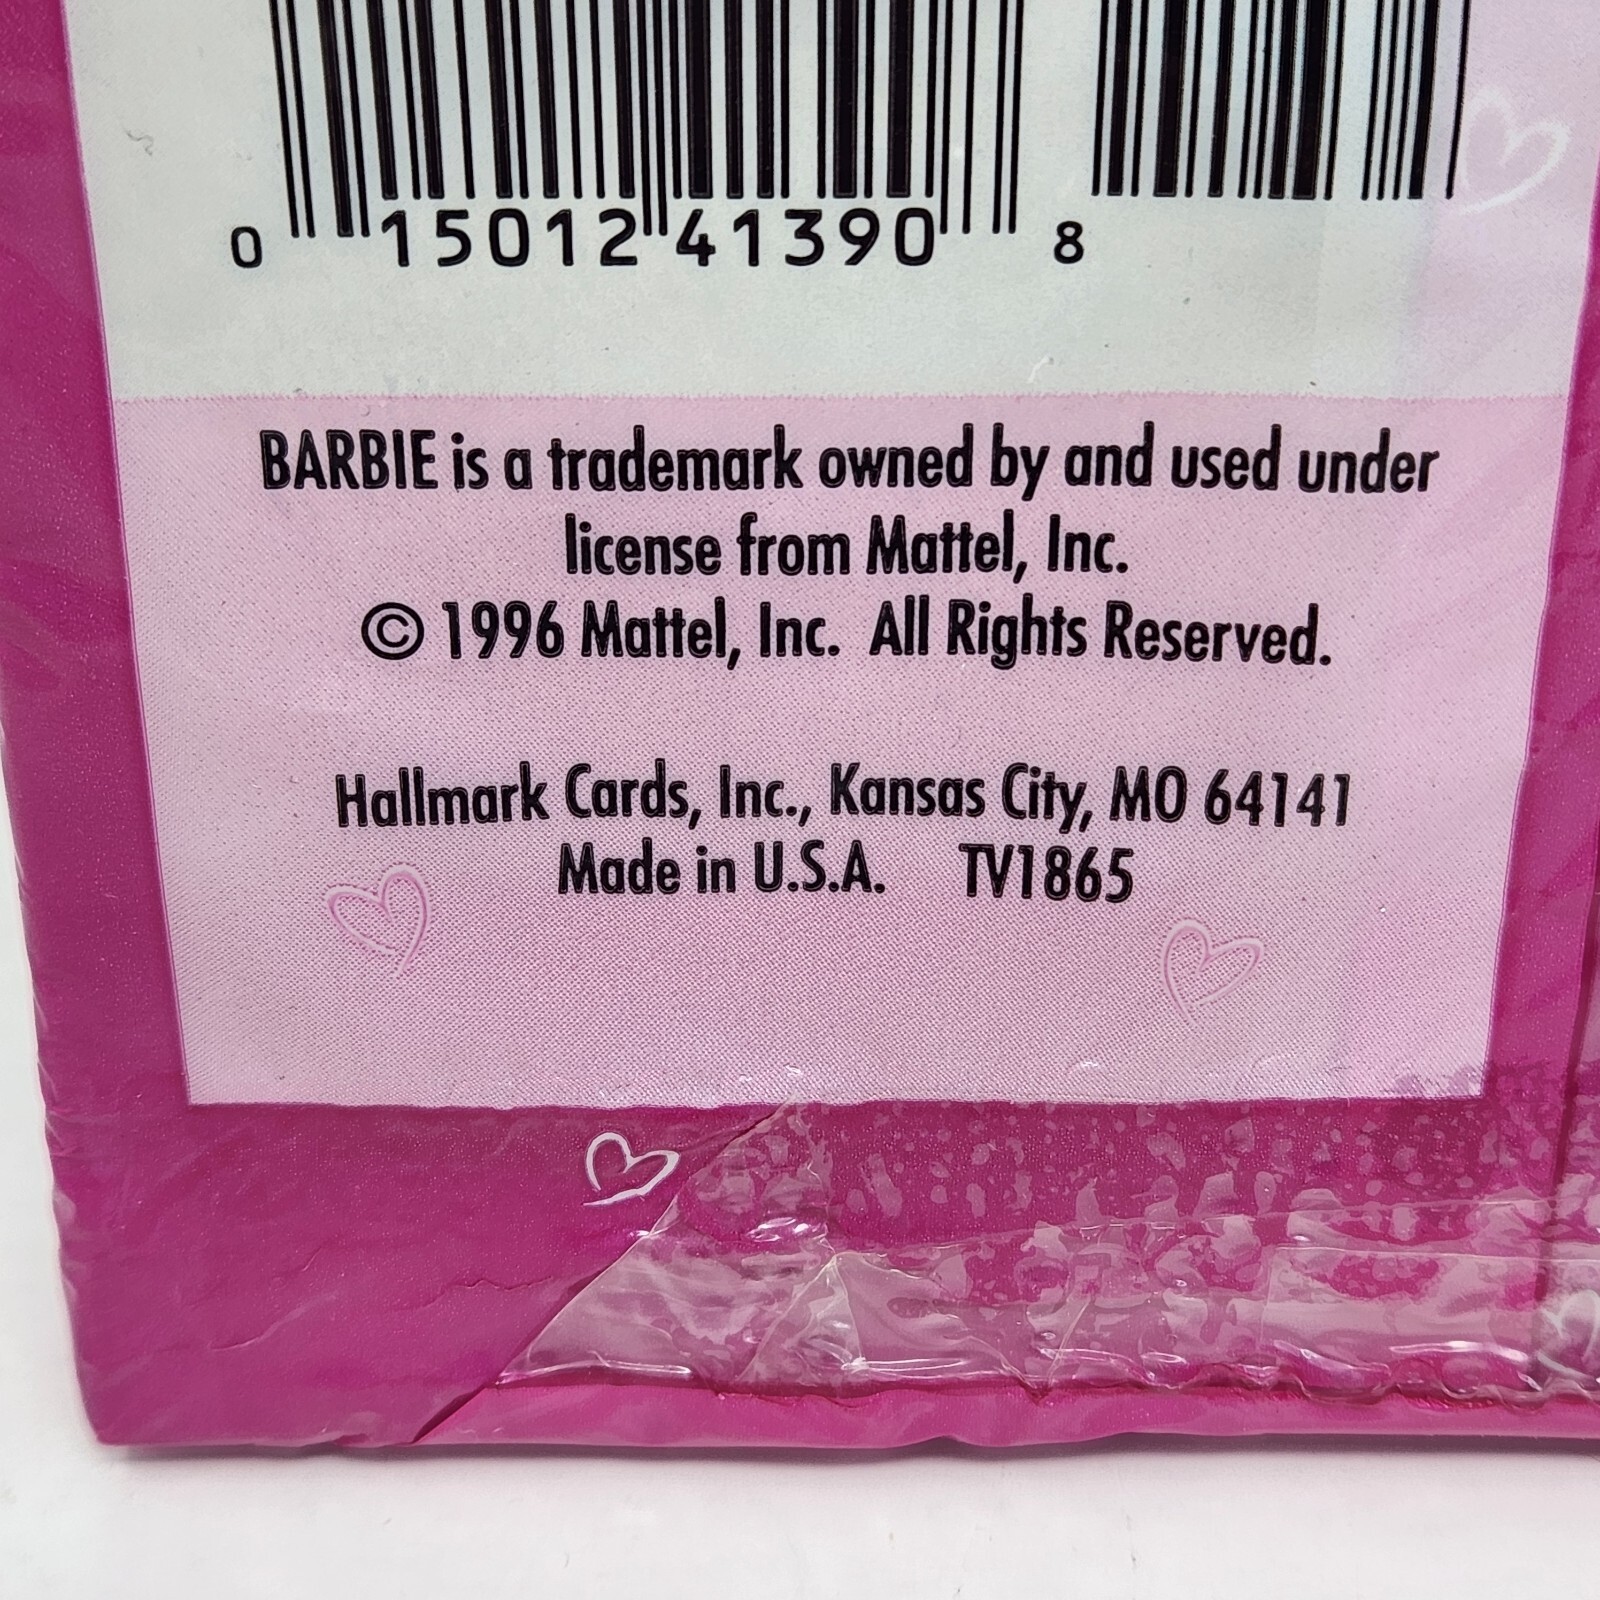 0 15012 41390 8
BARBIE is a trademark owned by and used under
license from Mattel, Inc.
© 1996 Mattel, Inc. All Rights Reserved.
Hallmark Cards, Inc., Kansas City, MO 64141
Made in U.S.A. TV1865